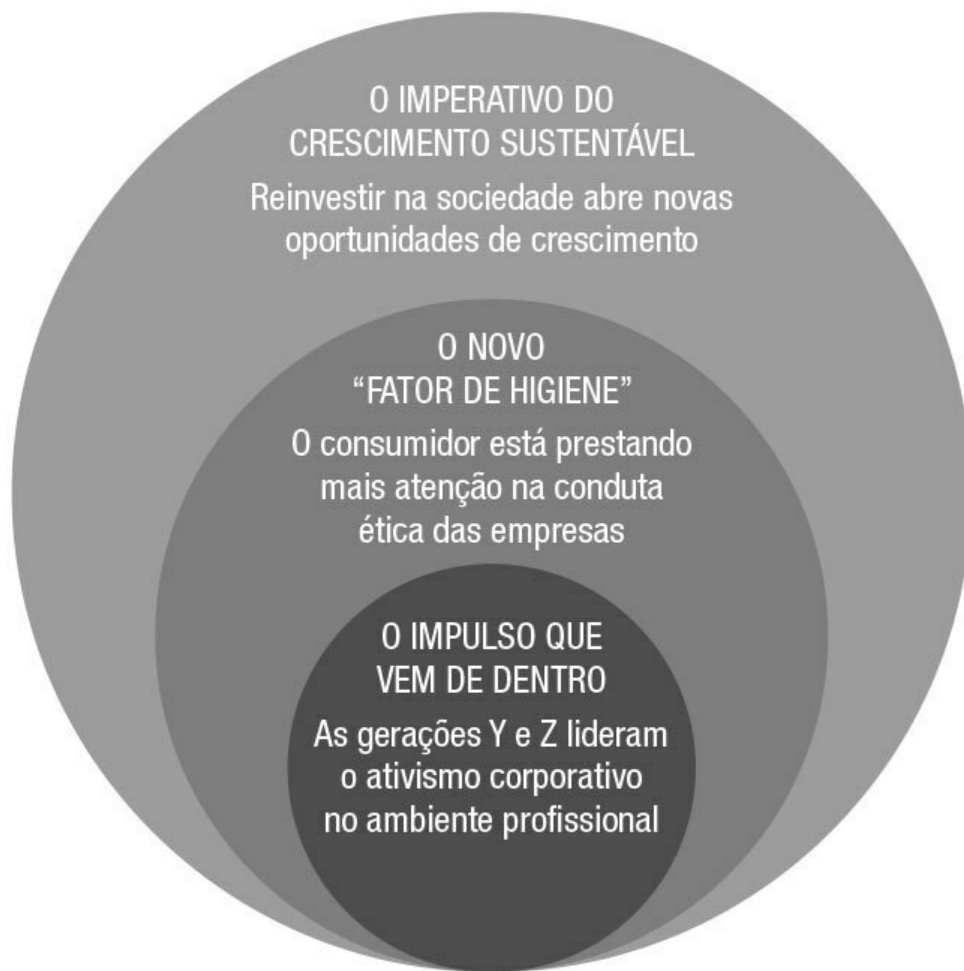 O IMPERATIVO DO
CRESCIMENTO SUSTENTÁVEL
Reinvestir na sociedade abre novas
oportunidades de crescimento
O NOVO
“FATOR DE HIGIENE”
O consumidor está prestando
mais atenção na conduta
ética das empresas
O IMPULSO QUE
VEM DE DENTRO
As gerações Y e Z lideram
o ativismo corporativo
no ambiente profissional